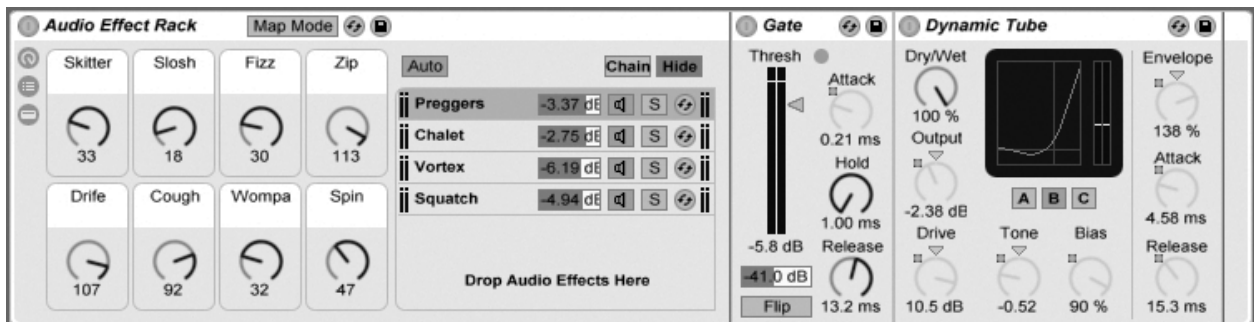 Audio Effect Rack Map Mode
Skitter Slosh Fizz Zip
33 18 30 113
Drife Cough Wompa Spin
107 92 32 47
Auto Chain Hide
Preggers -3.37 dB S
Chalet -2.75 dB S
Vortex -6.19 dB S
Squatch -4.94 dB S
Drop Audio Effects Here
Gate
Thresh
Attack
0.21 ms
Hold
1.00 ms
-5.8 dB
Release
-41.0 dB
Flip 13.2 ms
Dynamic Tube
Dry/Wet
100 %
Output
-2.38 dB
A B C
Drive Tone Bias
10.5 dB -0.52 90 %
Envelope
138 %
Attack
4.58 ms
Release
15.3 ms